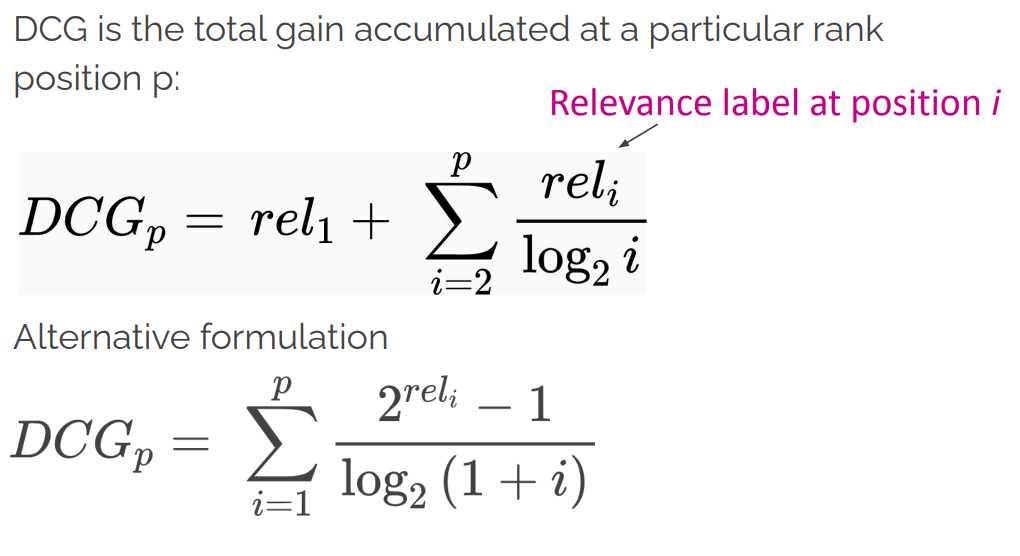 DCG is the total gain accumulated at a particular rank
position p:
Relevance label at position i
$DCG_p = rel_1 + \sum_{i=2}^{p} \frac{rel_i}{\log_2 i}$
Alternative formulation
$DCG_p = \sum_{i=1}^{p} \frac{2^{rel_i} - 1}{\log_2 (1 + i)}$